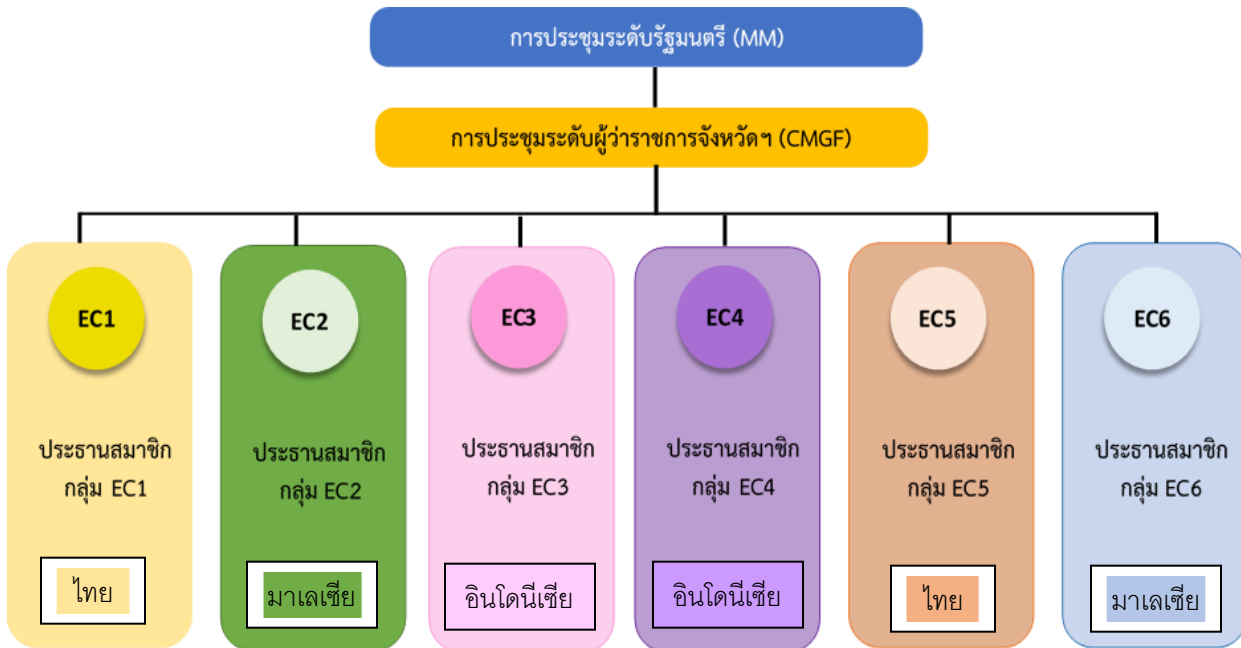 การประชุมระดับรัฐมนตรี (MM)
การประชุมระดับผู้ว่าราชการจังหวัดฯ (CMGF)
EC1
ประธานสมาชิก
กลุ่ม EC1
ไทย
EC2
ประธานสมาชิก
กลุ่ม EC2
มาเลเซีย
EC3
ประธานสมาชิก
กลุ่ม EC3
อินโดนีเซีย
EC4
ประธานสมาชิก
กลุ่ม EC4
อินโดนีเซีย
EC5
ประธานสมาชิก
กลุ่ม EC5
ไทย
EC6
ประธานสมาชิก
กลุ่ม EC6
มาเลเซีย